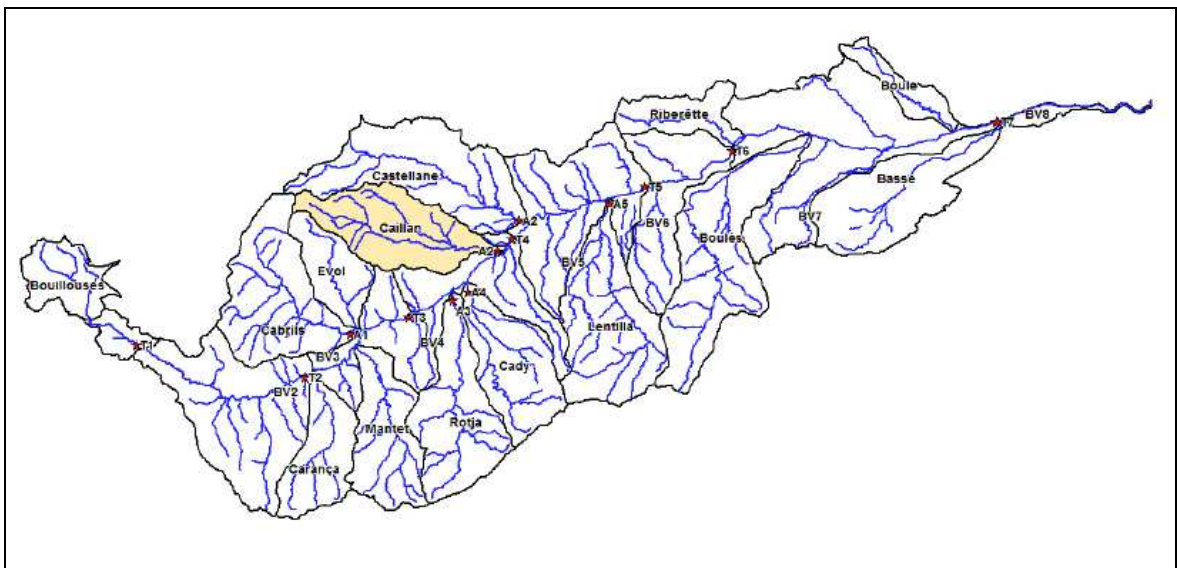 Boule
BV8
T7
Riberette
T6
Basse
Castellane
T5
A5
Caillan
A2
T4
A2
BV6
Boules
BV7
BV5
Evol
Bouillouses
A4
A3
T3
Cabrils
A1
Lentilla
T1
BV3
BV4
Cady
T2
BV2
Mantet
Rotja
Carança